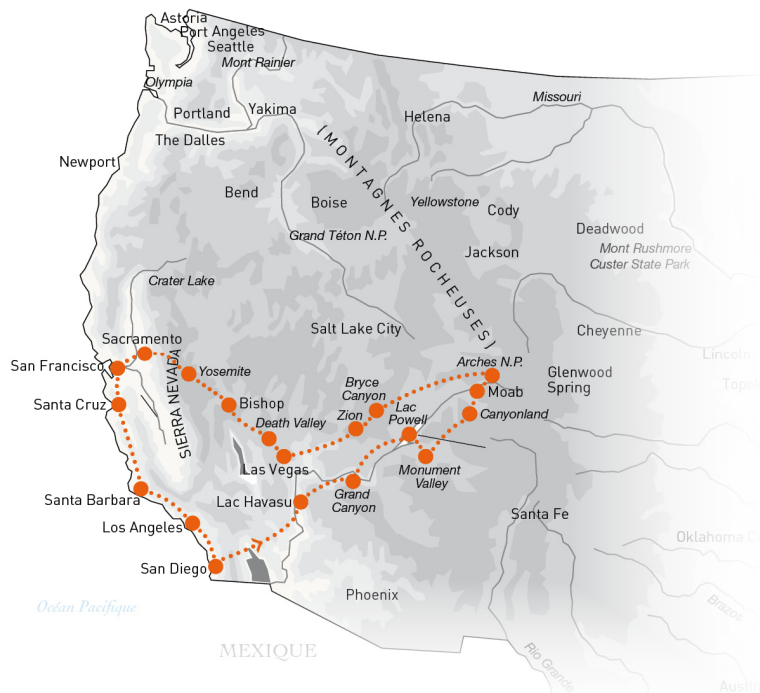 Astoria
Port Angeles
Seattle
Mont Rainier
Olympia
Portland
Yakima
The Dalles
Newport
Helena
Missouri
(MONTAGNES ROCHEUSES)
Bend
Boise
Yellowstone
Cody
Grand Téton N.P.
Jackson
Deadwood
Mont Rushmore
Custer State Park
Crater Lake
Salt Lake City
Cheyenne
Sacramento
San Francisco
SIERRA NEVADA
Yosemite
Arches N.P.
Glenwood
Spring
Lincoln
Topek
Santa Cruz
Bishop
Bryce
Canyon
Moab
Death Valley
Zion
Lac
Powell
Canyonland
Las Vegas
Monument
Valley
Santa Barbara
Lac Havasu
Grand
Canyon
Los Angeles
Santa Fe
Oklahoma C
San Diego
Phoenix
Océan Pacifique
Brazos
MEXIQUE
Rio Grande
Austin